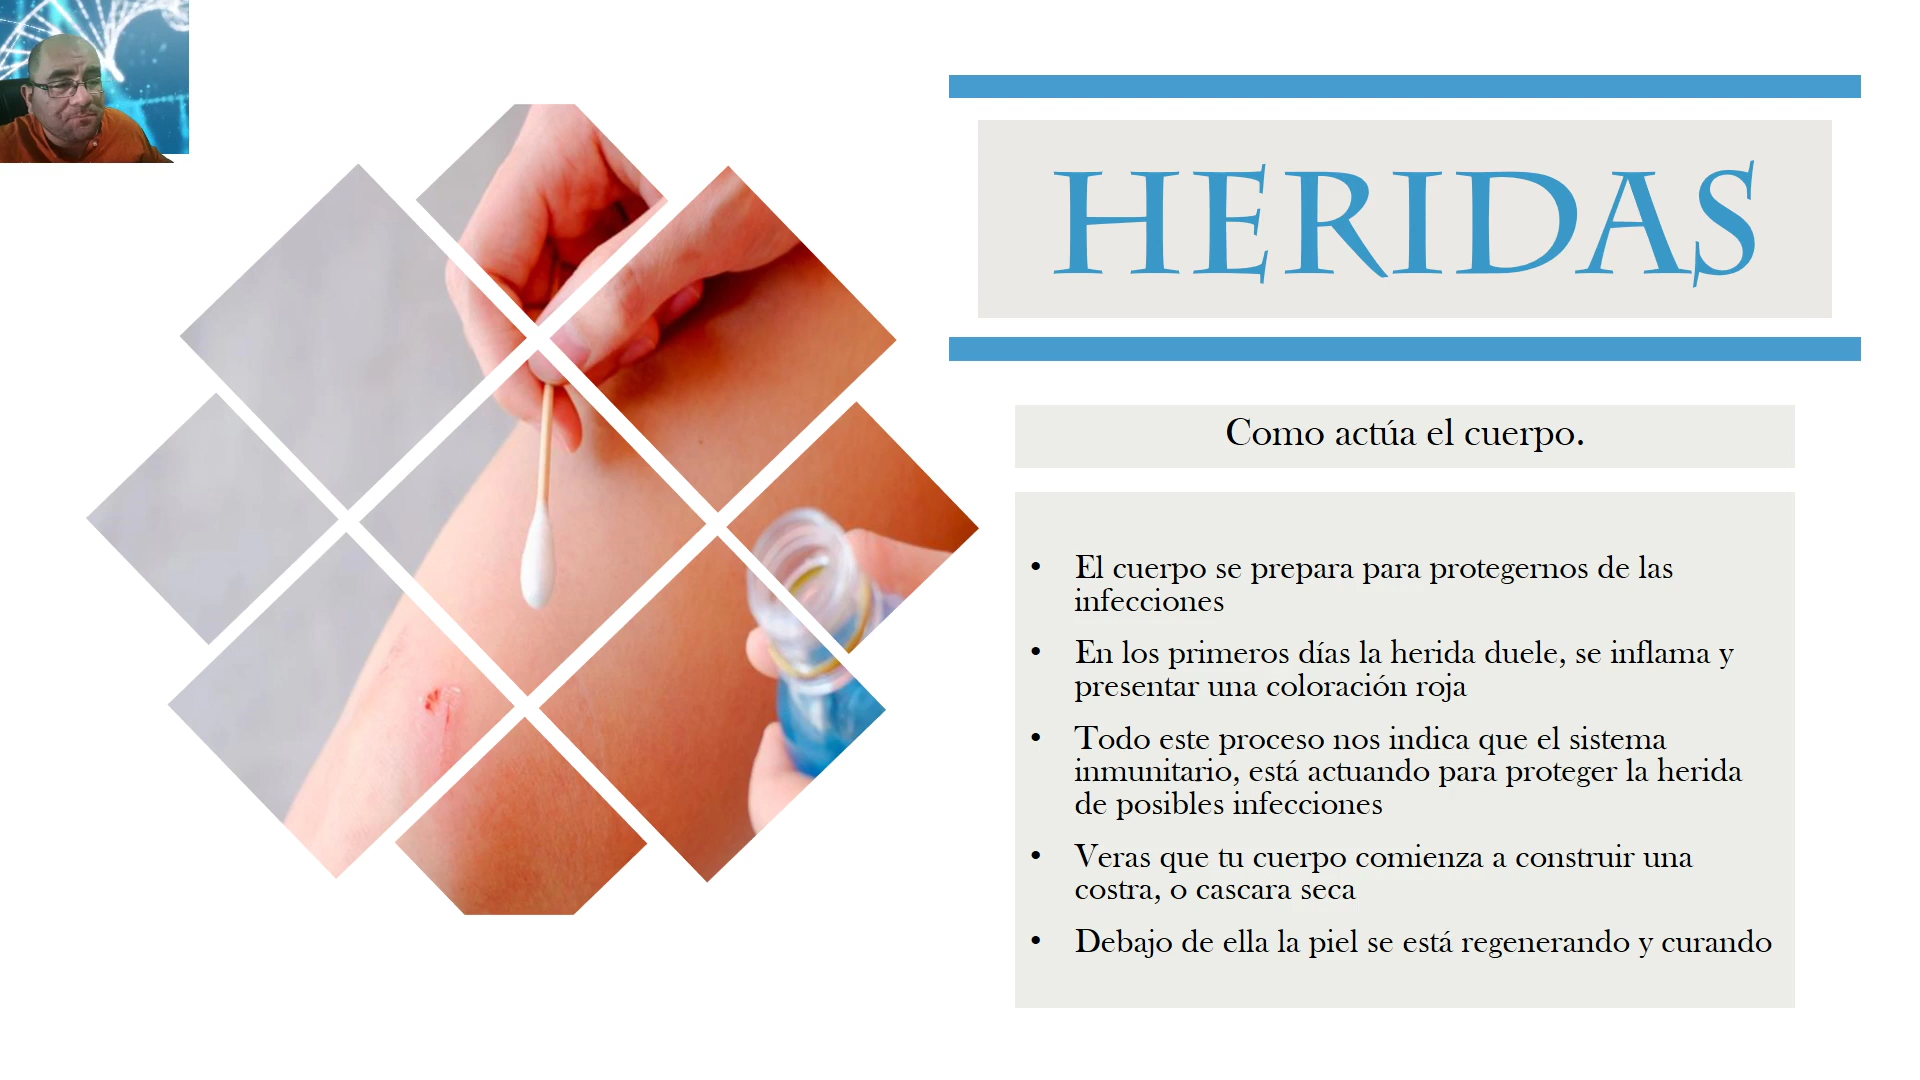 HERIDAS
Como actúa el cuerpo.
• El cuerpo se prepara para protegernos de las
infecciones
• En los primeros días la herida duele, se inflama y
presentar una coloración roja
• Todo este proceso nos indica que el sistema
inmunitario, está actuando para proteger la herida
de posibles infecciones
• Veras que tu cuerpo comienza a construir una
costra, o cascara seca
• Debajo de ella la piel se está regenerando y curando